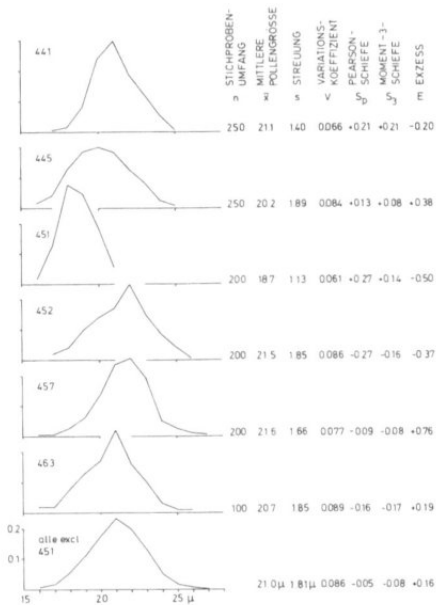 STICHPROBEN-
UMFANG
n
MITTLERE
POLLENGRÖSSE
x̄
STREUUNG
s
VARIATIONS-
KOEFFIZIENT
V
PEARSON-
SCHIEFE
Sp
MOMENT-3-
SCHIEFE
S3
EXZESS
E
441
250 21.1 1.40 0.066 +0.21 +0.21 -0.20
445
250 20.2 1.89 0.084 +0.13 +0.08 +0.38
451
200 18.7 1.13 0.061 +0.27 +0.14 -0.50
452
200 21.5 1.85 0.086 -0.27 -0.16 -0.37
457
200 21.6 1.66 0.077 -0.09 -0.08 +0.76
463
100 20.7 1.85 0.089 -0.16 -0.17 +0.19
alle excl.
451
0.2
0.1
21.0µ 1.81µ 0.086 -0.05 -0.08 +0.16
15 20 25 µ